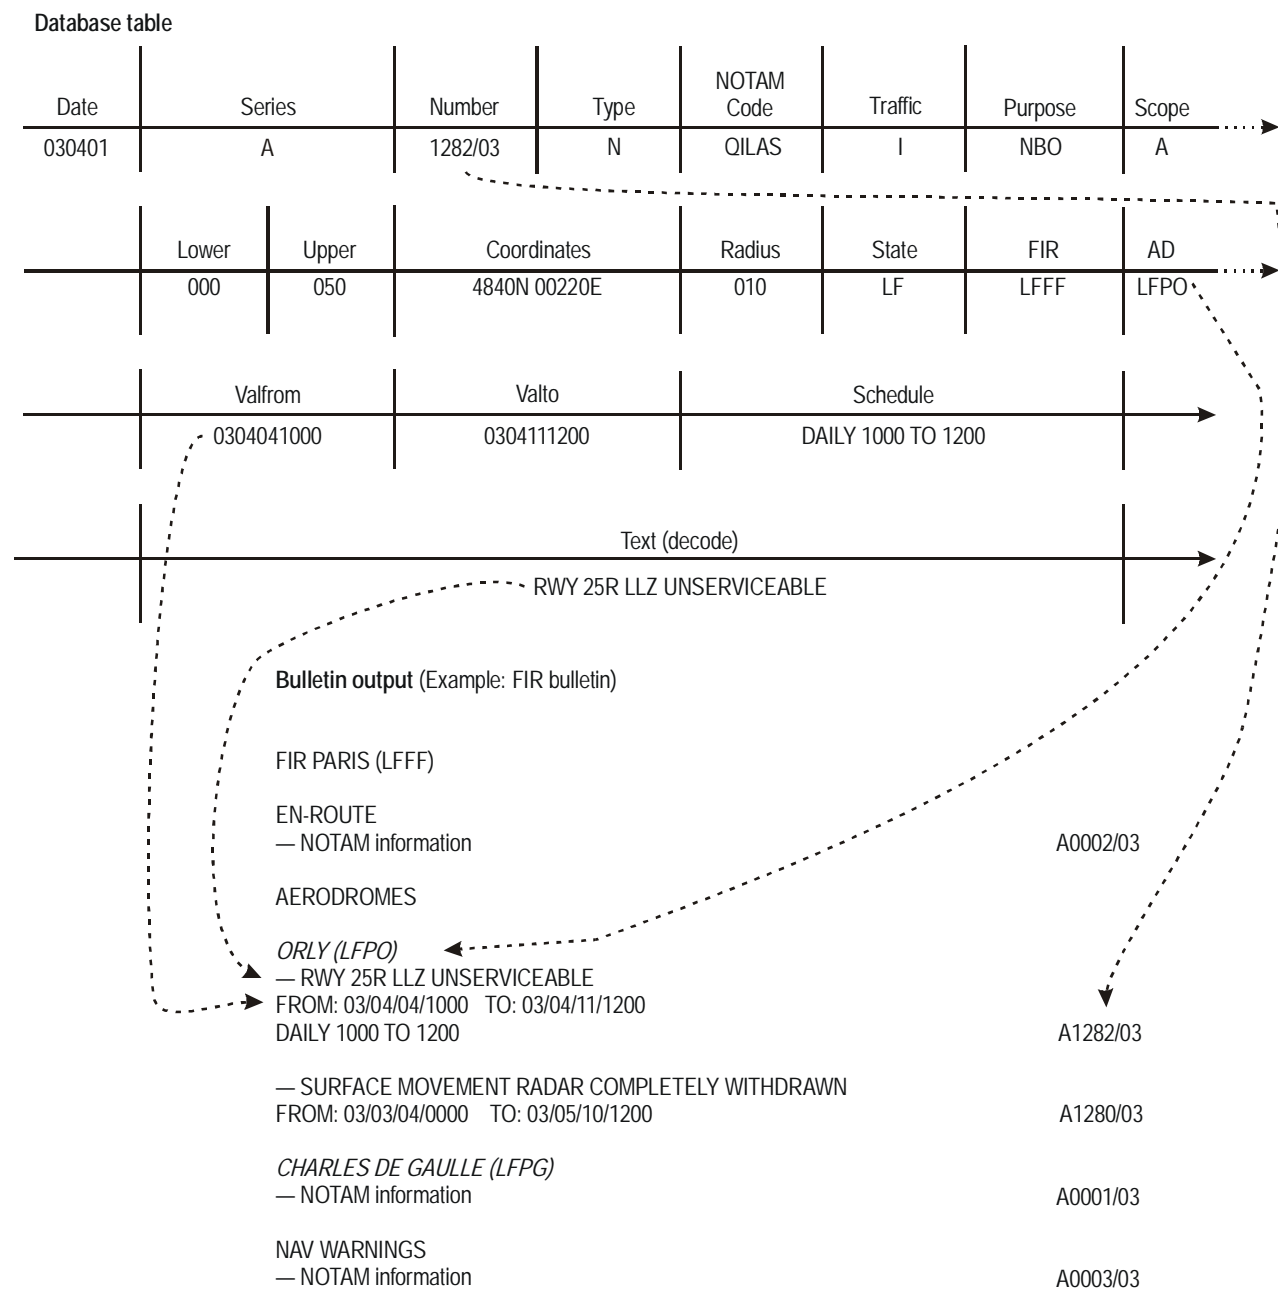 Database table
NOTAM
Date Series Number Type Code Traffic Purpose Scope
030401 A 1282/03 N QILAS I NBO A
Lower Upper Coordinates Radius State FIR AD
000 050 4840N 00220E 010 LF LFFF LFPO
Valfrom Valto Schedule
0304041000 0304111200 DAILY 1000 TO 1200
Text (decode)
RWY 25R LLZ UNSERVICEABLE
Bulletin output (Example: FIR bulletin)
FIR PARIS (LFFF)
EN-ROUTE
— NOTAM information A0002/03
AERODROMES
ORLY (LFPO)
— RWY 25R LLZ UNSERVICEABLE
FROM: 03/04/04/1000 TO: 03/04/11/1200
DAILY 1000 TO 1200 A1282/03
— SURFACE MOVEMENT RADAR COMPLETELY WITHDRAWN
FROM: 03/03/04/0000 TO: 03/05/10/1200 A1280/03
CHARLES DE GAULLE (LFPG)
— NOTAM information A0001/03
NAV WARNINGS
— NOTAM information A0003/03